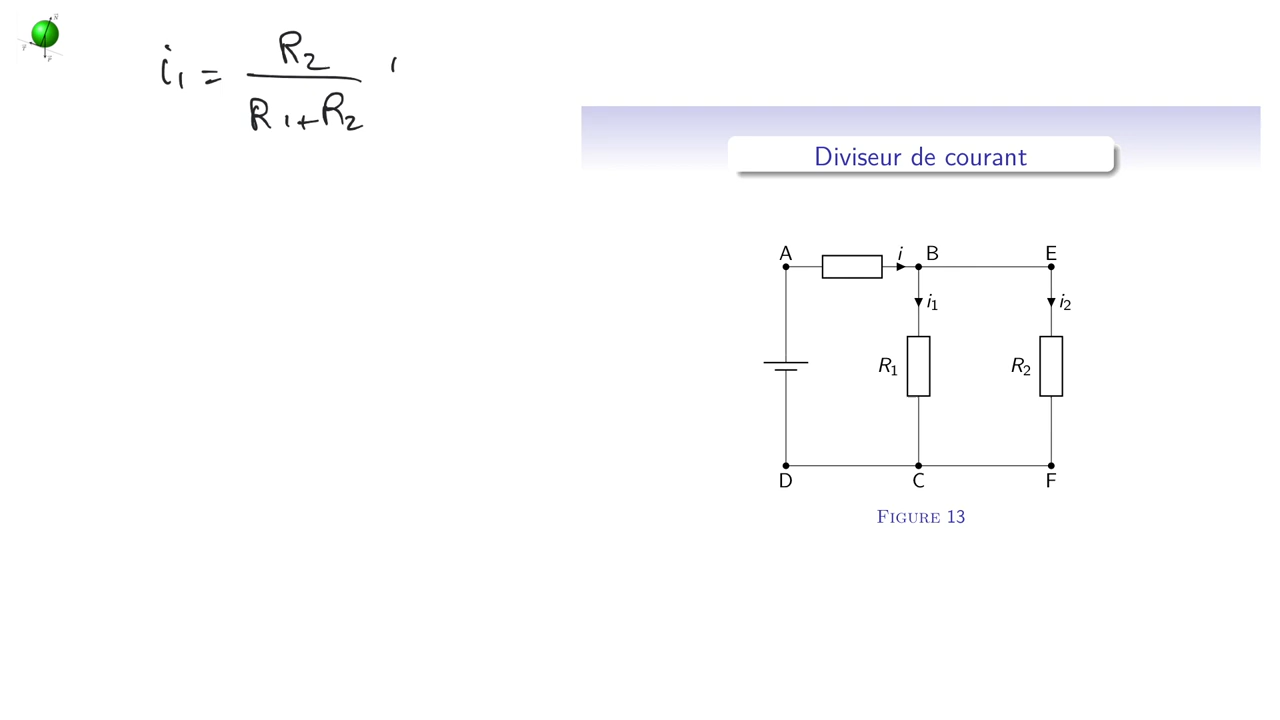 i₁ = R₂ / (R₁+R₂)
Diviseur de courant
A i B E
i₁ i₂
R₁ R₂
D C F
FIGURE 13